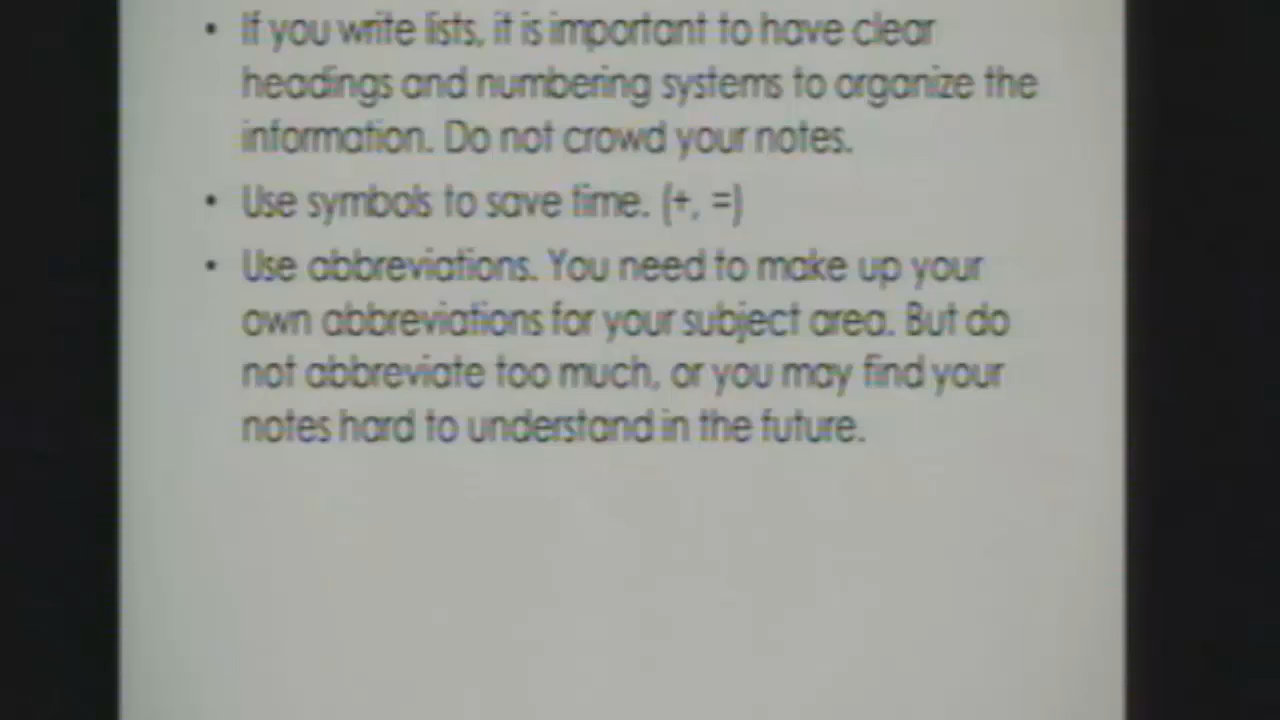 • If you write lists, it is important to have clear
headings and numbering systems to organize the
information. Do not crowd your notes.
• Use symbols to save time. (+, =)
• Use abbreviations. You need to make up your
own abbreviations for your subject area. But do
not abbreviate too much, or you may find your
notes hard to understand in the future.